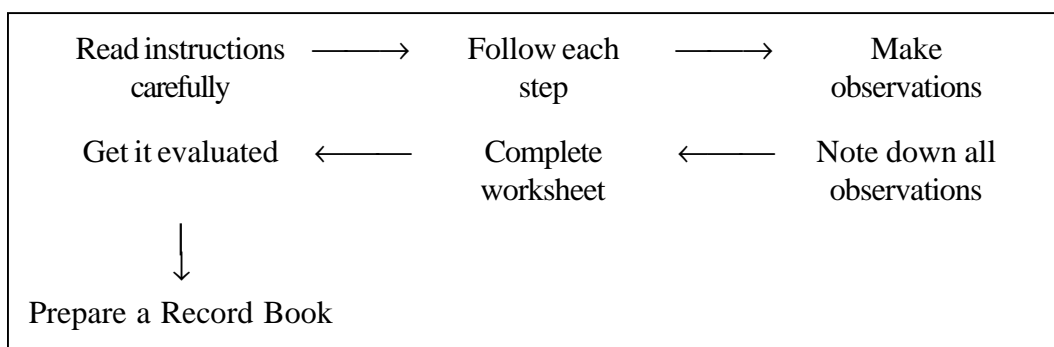 Read instructions carefully
Follow each step
Make observations
Note down all observations
Complete worksheet
Get it evaluated
Prepare a Record Book